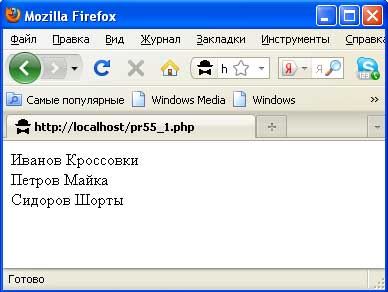 Mozilla Firefox
Файл Правка Вид Журнал Закладки Инструменты Справка
h Я я
Самые популярные Windows Media Windows »
http://localhost/pr55_1.php
Иванов Кроссовки
Петров Майка
Сидоров Шорты
Готово